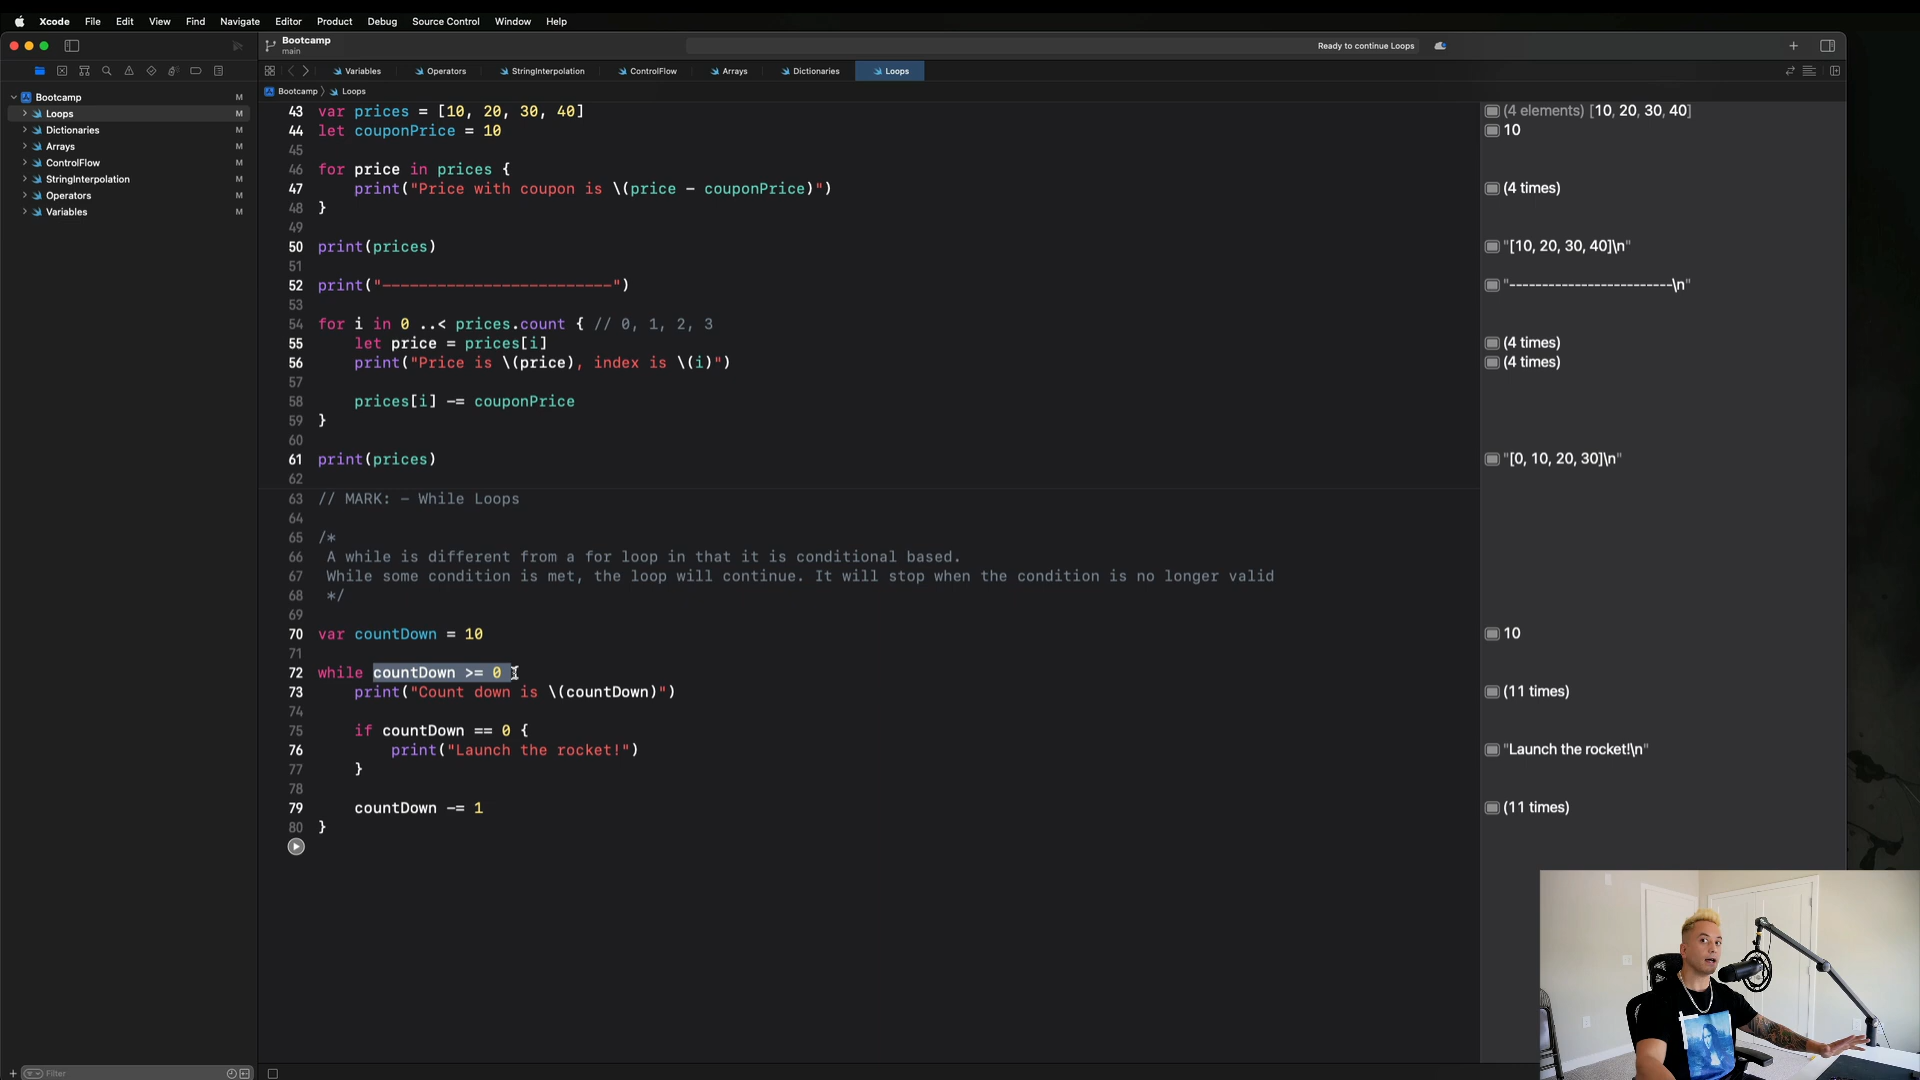 Xcode File Edit View Find Navigate Editor Product Debug Source Control Window Help
Bootcamp
main
Ready to continue Loops
Variables Operators StringInterpolation ControlFlow Arrays Dictionaries Loops
Bootcamp Loops
Bootcamp M
Loops M
Dictionaries M
Arrays M
ControlFlow M
StringInterpolation M
Operators M
Variables M
43 var prices = [10, 20, 30, 40] (4 elements) [10, 20, 30, 40]
44 let couponPrice = 10 10
45
46 for price in prices {
47 print("Price with coupon is \(price - couponPrice)") (4 times)
48 }
49
50 print(prices) "[10, 20, 30, 40]\n"
51
52 print("-------------------------") "-------------------------\n"
53
54 for i in 0 ..< prices.count { // 0, 1, 2, 3
55 let price = prices[i] (4 times)
56 print("Price is \(price), index is \(i)") (4 times)
57
58 prices[i] -= couponPrice
59 }
60
61 print(prices) "[0, 10, 20, 30]\n"
62
63 // MARK: - While Loops
64
65 /*
66 A while is different from a for loop in that it is conditional based.
67 While some condition is met, the loop will continue. It will stop when the condition is no longer valid
68 */
69
70 var countDown = 10 10
71
72 while countDown >= 0
73 print("Count down is \(countDown)") (11 times)
74
75 if countDown == 0 {
76 print("Launch the rocket!") "Launch the rocket!\n"
77 }
78
79 countDown -= 1 (11 times)
80 }
Filter